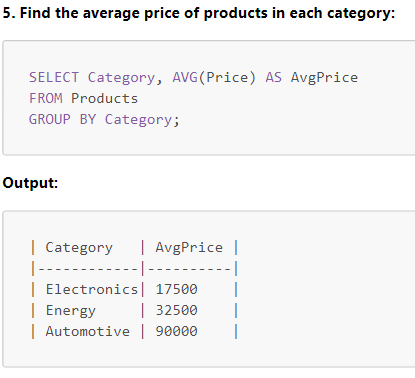 5. Find the average price of products in each category:
SELECT Category, AVG(Price) AS AvgPrice
FROM Products
GROUP BY Category;
Output:
| Category   | AvgPrice |
|------------|----------|
| Electronics| 17500    |
| Energy     | 32500    |
| Automotive | 90000    |